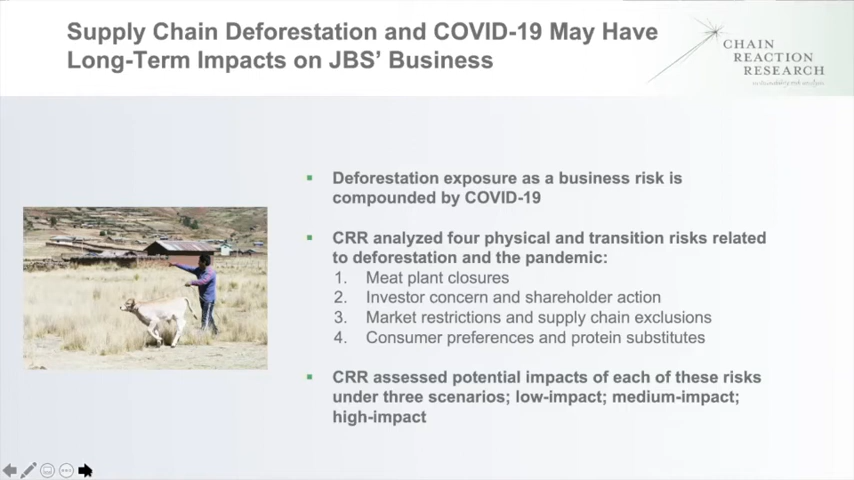 Supply Chain Deforestation and COVID-19 May Have
Long-Term Impacts on JBS' Business
CHAIN
REACTION
RESEARCH
sustainability risk analysis
Deforestation exposure as a business risk is
compounded by COVID-19
CRR analyzed four physical and transition risks related
to deforestation and the pandemic:
1. Meat plant closures
2. Investor concern and shareholder action
3. Market restrictions and supply chain exclusions
4. Consumer preferences and protein substitutes
CRR assessed potential impacts of each of these risks
under three scenarios; low-impact; medium-impact;
high-impact